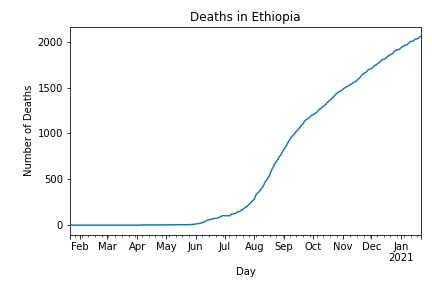 Deaths in Ethiopia
Number of Deaths
2000
1500
1000
500
0
Feb Mar Apr May Jun Jul Aug Sep Oct Nov Dec Jan
2021
Day